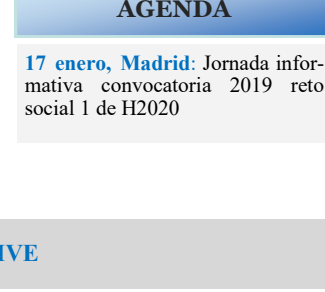 AGENDA
17 enero, Madrid: Jornada infor-
mativa convocatoria 2019 reto
social 1 de H2020
IVE